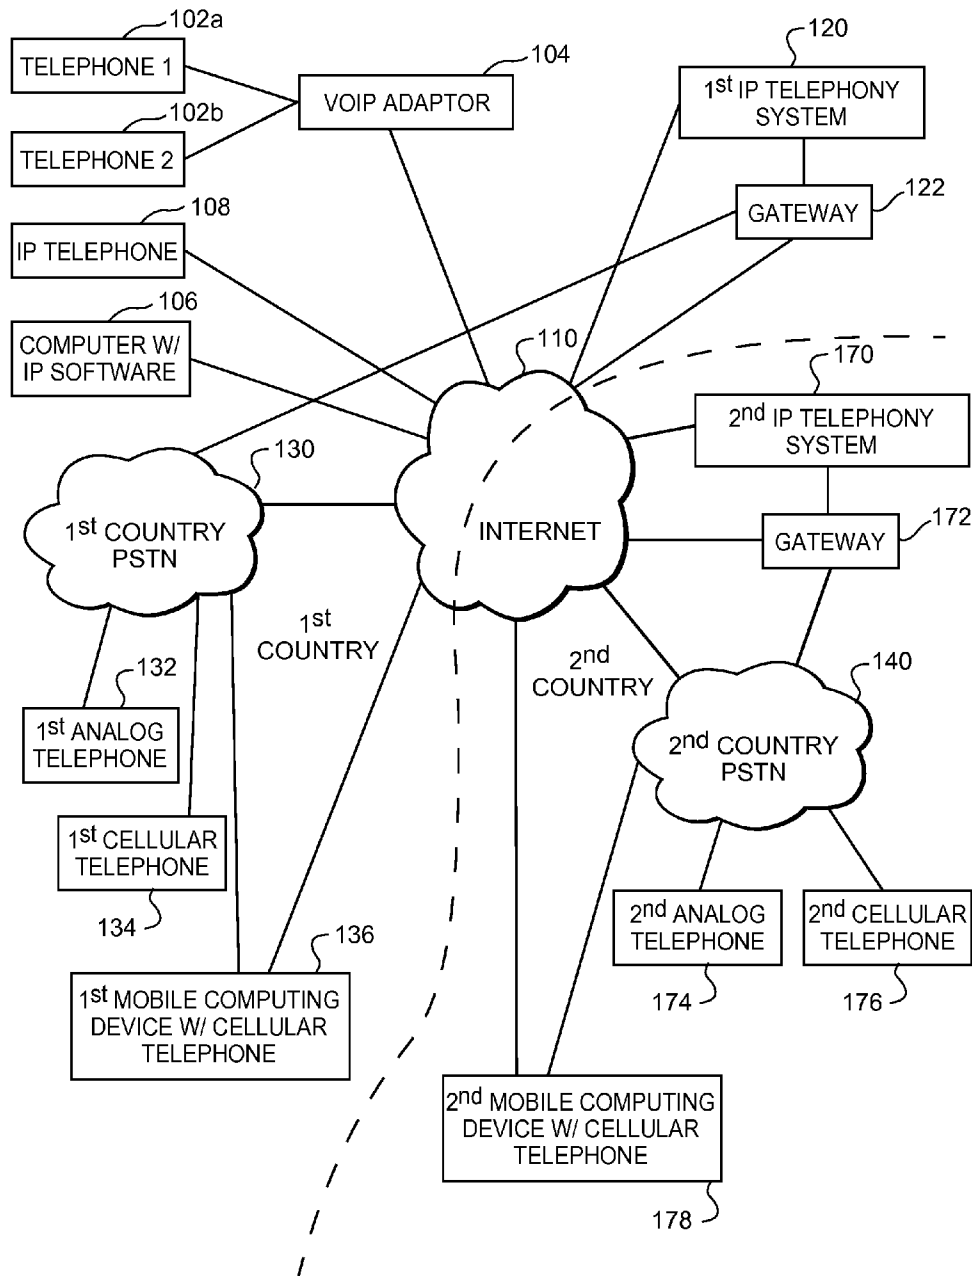 102a
TELEPHONE 1
104
VOIP ADAPTOR
102b
TELEPHONE 2
120
1st IP TELEPHONY
SYSTEM
122
GATEWAY
108
IP TELEPHONE
106
COMPUTER W/
IP SOFTWARE
110
INTERNET
170
2nd IP TELEPHONY
SYSTEM
172
GATEWAY
130
1st COUNTRY
PSTN
1st
COUNTRY
2nd
COUNTRY
140
2nd COUNTRY
PSTN
132
1st ANALOG
TELEPHONE
1st CELLULAR
TELEPHONE
134
136
1st MOBILE COMPUTING
DEVICE W/ CELLULAR
TELEPHONE
2nd ANALOG
TELEPHONE
174
2nd CELLULAR
TELEPHONE
176
2nd MOBILE COMPUTING
DEVICE W/ CELLULAR
TELEPHONE
178